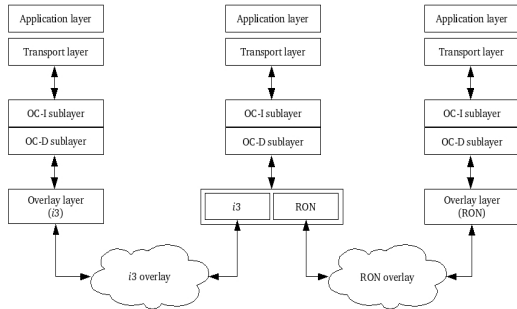 Application layer
Application layer
Application layer
Transport layer
Transport layer
Transport layer
OC-I sublayer
OC-I sublayer
OC-I sublayer
OC-D sublayer
OC-D sublayer
OC-D sublayer
Overlay layer
(i3)
i3
RON
Overlay layer
(RON)
i3 overlay
RON overlay